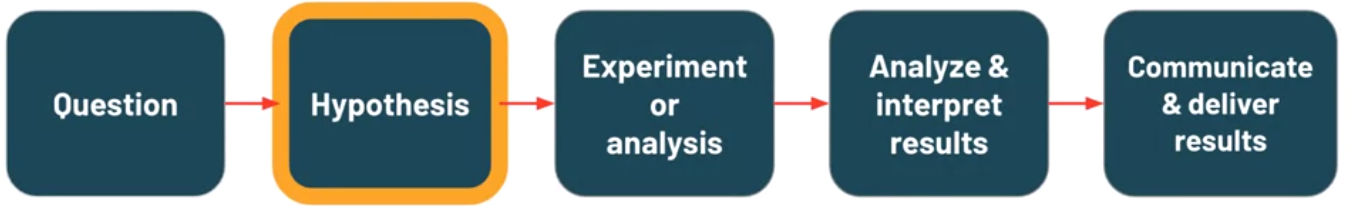 Question
Hypothesis
Experiment
or
analysis
Analyze &
interpret
results
Communicate
& deliver
results